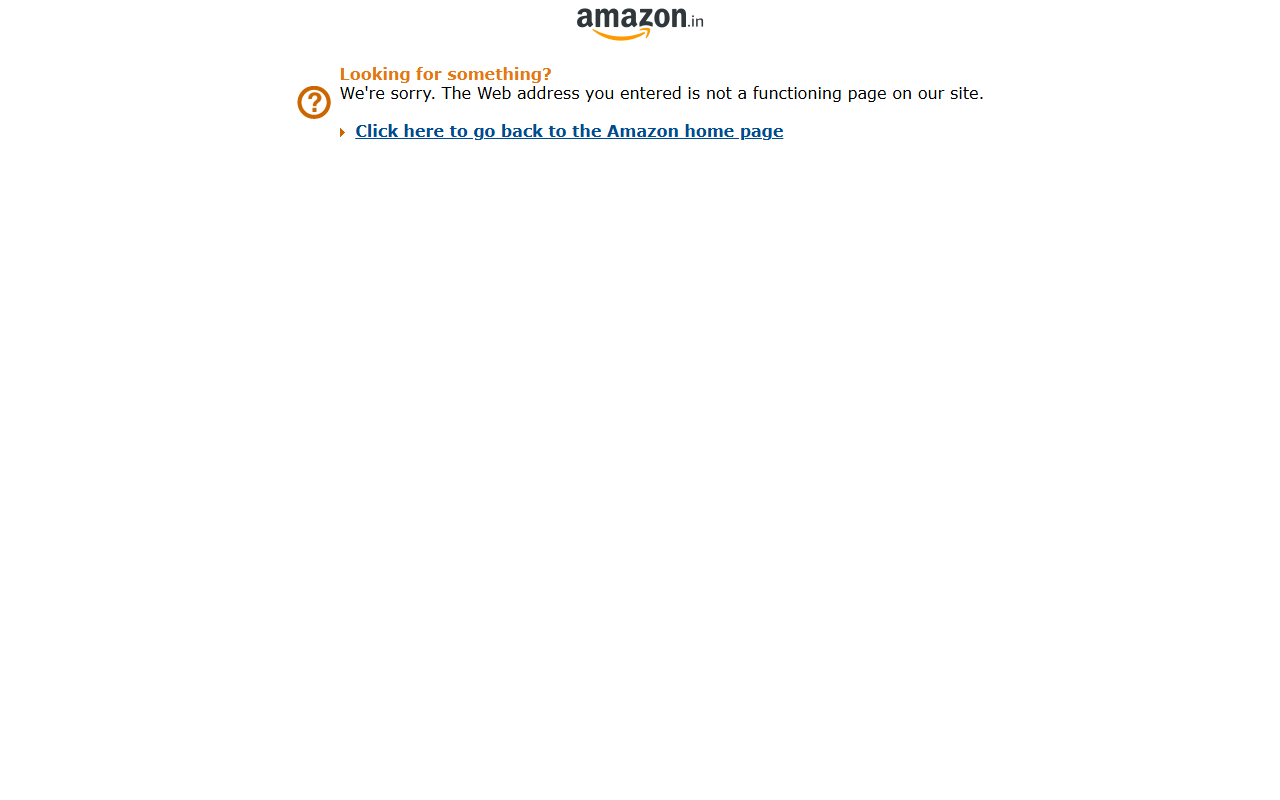 amazon.in
Looking for something?
We're sorry. The Web address you entered is not a functioning page on our site.
Click here to go back to the Amazon home page